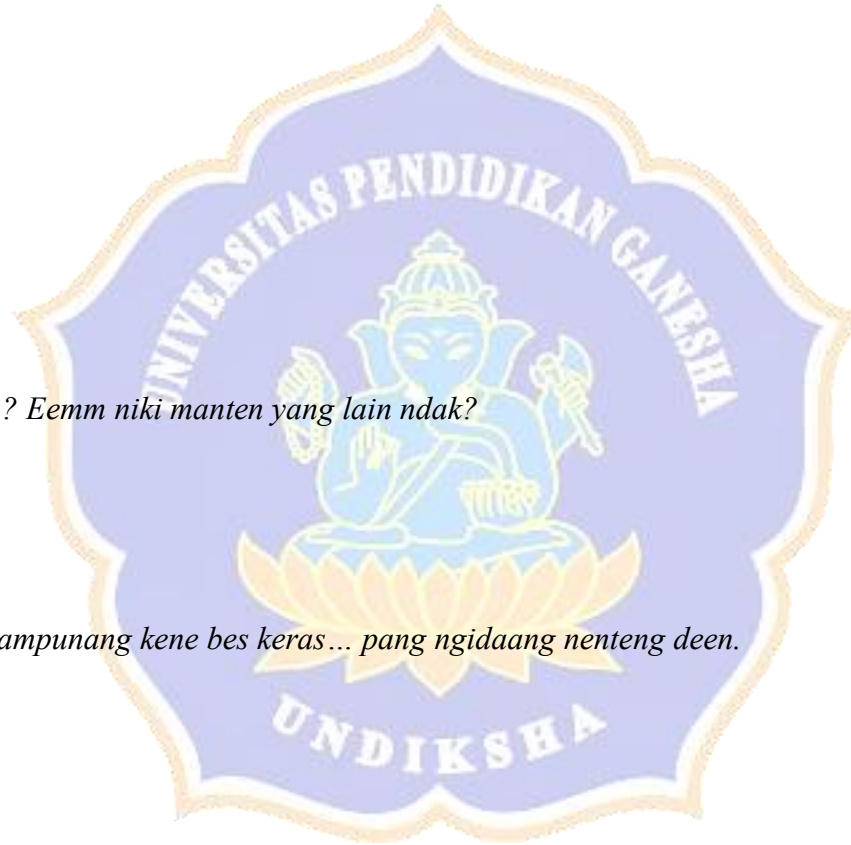 UNIVERSITAS PENDIDIKAN GANESHA
? Eemm niki manten yang lain ndak?
ampunang kene bes keras… pang ngidaang nenteng deen.
UNDIKSHA